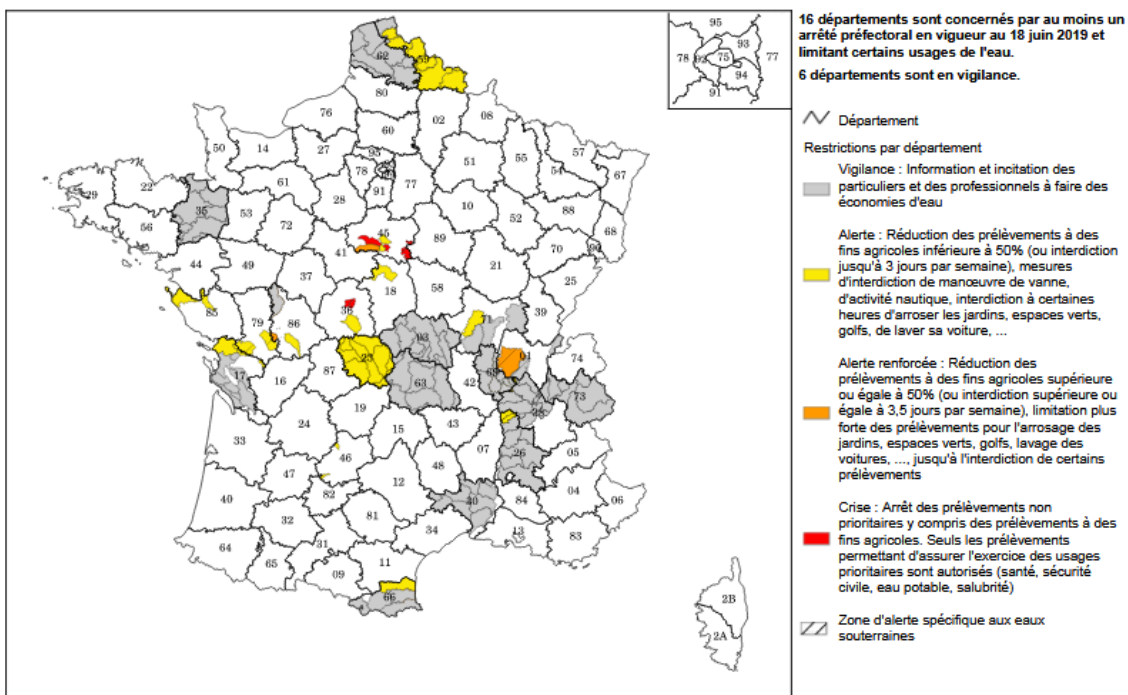 95
93
78
92
75
77
94
91
62
59
80
76
02
08
60
50
14
27
95
57
55
51
54
67
78
77
61
91
22
29
28
10
88
35
53
52
68
72
56
45
89
70
90
41
44
49
21
25
37
18
58
36
39
85
79
86
71
03
01
74
23
87
69
17
16
63
42
73
38
19
24
43
15
33
26
07
05
46
48
47
12
04
82
30
84
06
40
32
81
34
13
83
31
64
65
11
09
66
2B
2A
16 départements sont concernés par au moins un
arrêté préfectoral en vigueur au 18 juin 2019 et
limitant certains usages de l'eau.
6 départements sont en vigilance.
Département
Restrictions par département
Vigilance : Information et incitation des
particuliers et des professionnels à faire des
économies d'eau
Alerte : Réduction des prélèvements à des
fins agricoles inférieure à 50% (ou interdiction
jusqu'à 3 jours par semaine), mesures
d'interdiction de manœuvre de vanne,
d'activité nautique, interdiction à certaines
heures d'arroser les jardins, espaces verts,
golfs, de laver sa voiture, ...
Alerte renforcée : Réduction des
prélèvements à des fins agricoles supérieure
ou égale à 50% (ou interdiction supérieure ou
égale à 3,5 jours par semaine), limitation plus
forte des prélèvements pour l'arrosage des
jardins, espaces verts, golfs, lavage des
voitures, ..., jusqu'à l'interdiction de certains
prélèvements
Crise : Arrêt des prélèvements non
prioritaires y compris des prélèvements à des
fins agricoles. Seuls les prélèvements
permettant d'assurer l'exercice des usages
prioritaires sont autorisés (santé, sécurité
civile, eau potable, salubrité)
Zone d'alerte spécifique aux eaux
souterraines